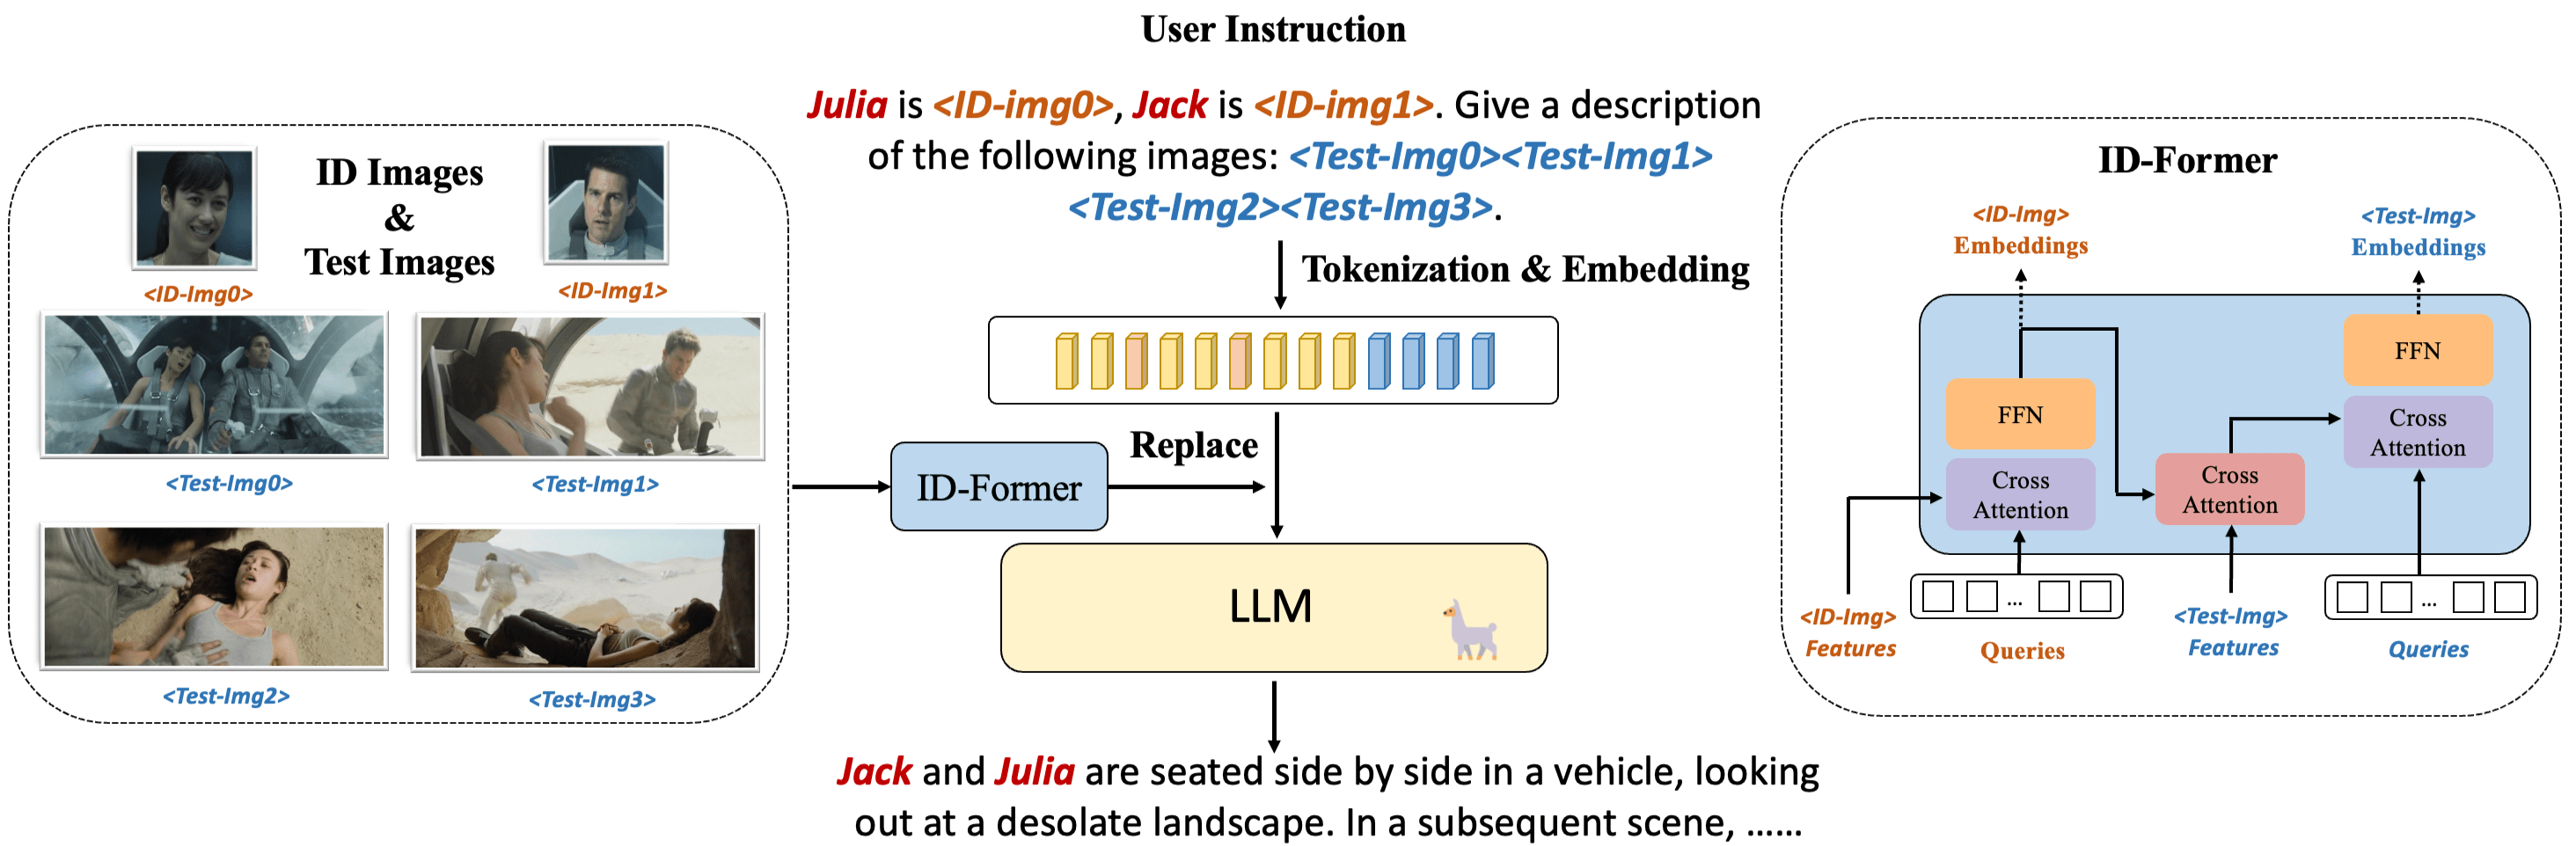 User Instruction
Julia is <ID-img0>, Jack is <ID-img1>. Give a description
of the following images: <Test-Img0><Test-Img1>
<Test-Img2><Test-Img3>.
ID Images
&
Test Images
<ID-Img0>
<ID-Img1>
<Test-Img0>
<Test-Img1>
<Test-Img2>
<Test-Img3>
Tokenization & Embedding
Replace
ID-Former
LLM
Jack and Julia are seated side by side in a vehicle, looking
out at a desolate landscape. In a subsequent scene, ......
ID-Former
<ID-Img>
Embeddings
<Test-Img>
Embeddings
FFN
Cross
Attention
Cross
Attention
FFN
Cross
Attention
...
...
<ID-Img>
Features
Queries
<Test-Img>
Features
Queries